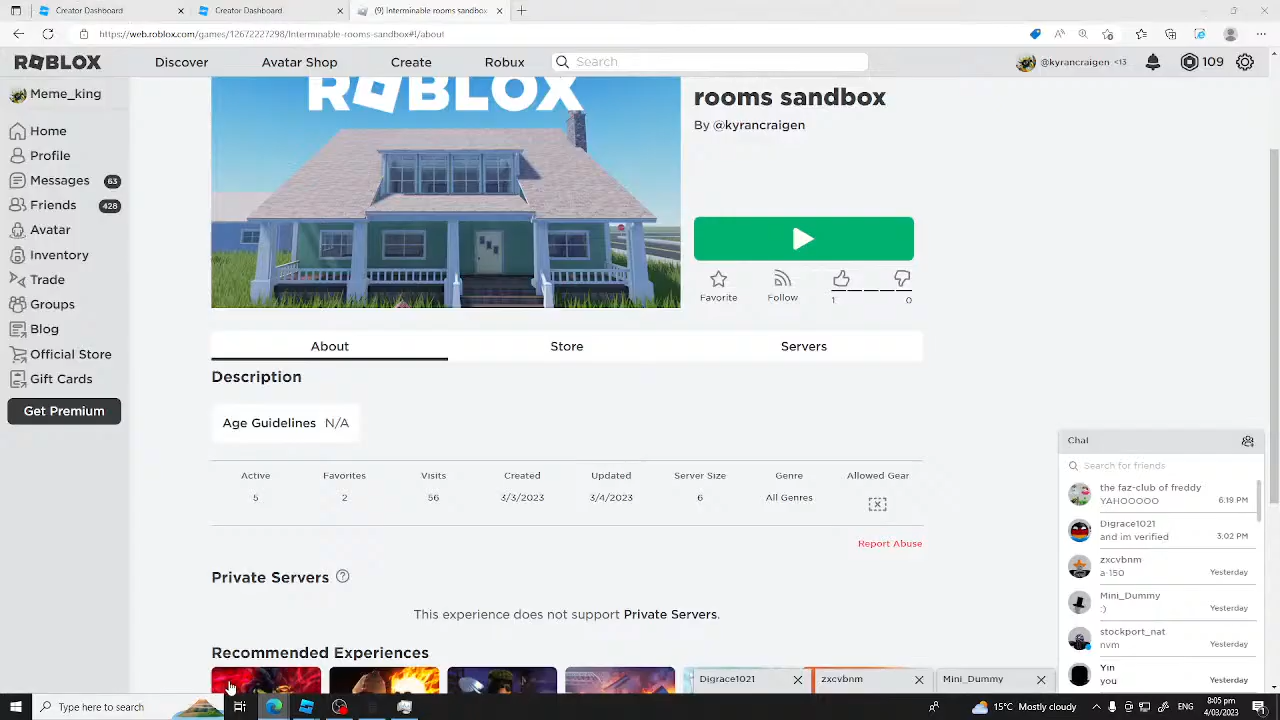 Creator Dashboard
Creator Dashboard
(9) Interminable rooms sandbox
https://web.roblox.com/games/12672227298/Interminable-rooms-sandbox#!/about
ROBLOX
Discover
Avatar Shop
Create
Robux
Search
@kyrancraigen <13
109
Meme_king
Home
Profile
Messages 63
Friends 428
Avatar
Inventory
Trade
Groups
Blog
Official Store
Gift Cards
Get Premium
ROBLOX
rooms sandbox
By @kyrancraigen
Favorite
Follow
1
0
About
Store
Servers
Description
Age Guidelines N/A
Active Favorites Visits Created Updated Server Size Genre Allowed Gear
5 2 56 3/3/2023 3/4/2023 6 All Genres
Report Abuse
Private Servers
This experience does not support Private Servers.
Recommended Experiences
Chat
Search for friends
the faz-club of freddy
YAHOOOOO 6:19 PM
Digrace1021
and im verified 3:02 PM
zxcvbnm
a-150 Yesterday
Mini_Dummy
:) Yesterday
stockport_nat
nvm Yesterday
Yin
you Yesterday
Digrace1021
zxcvbnm
Mini_Dummy
Type here to search
15°C Mostly cloudy
8:05 pm
4/03/2023